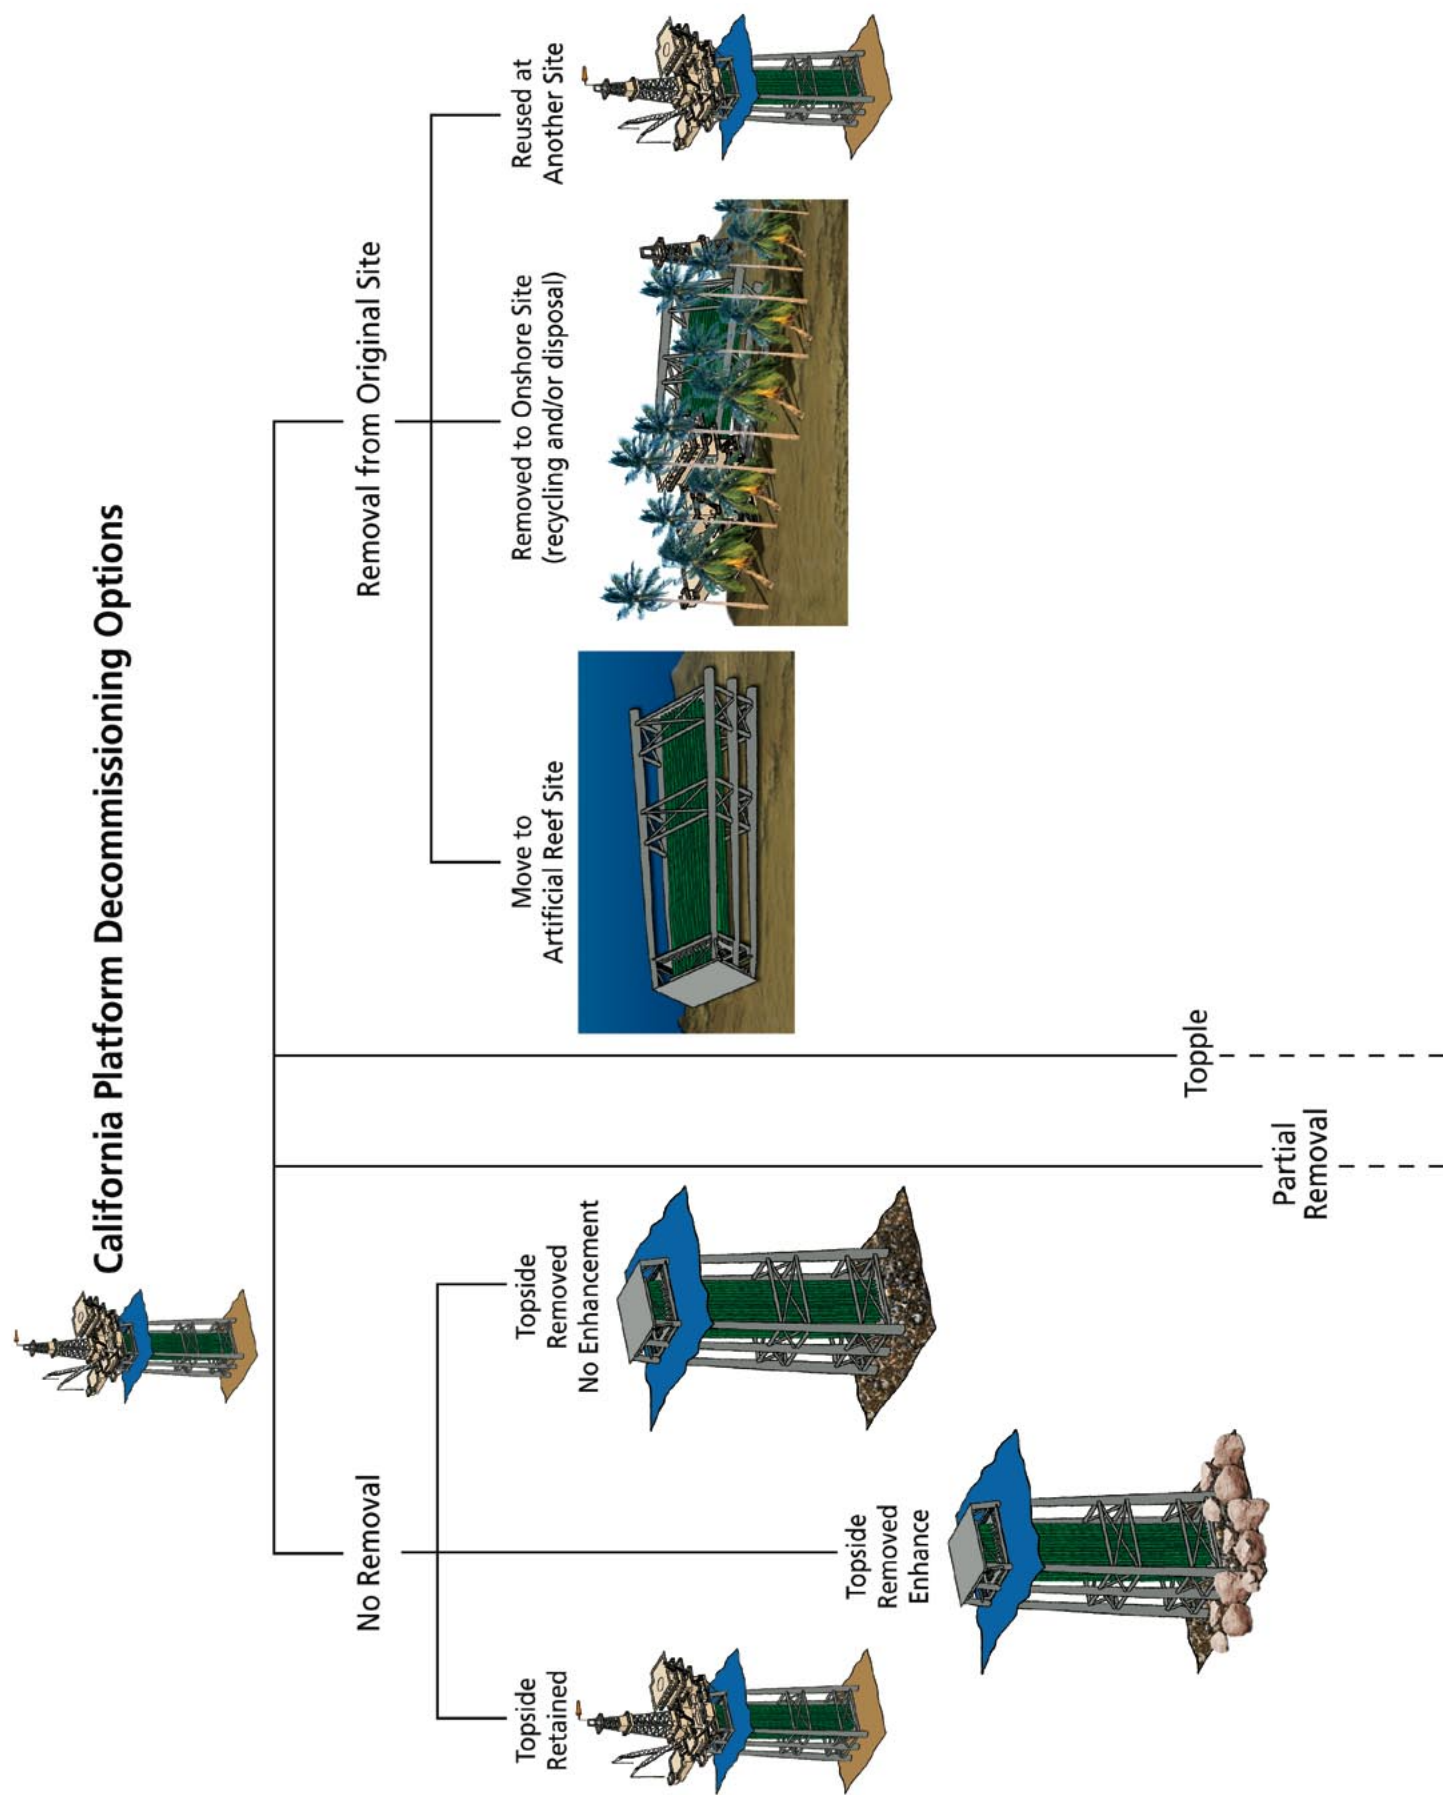 California Platform Decommissioning Options
No Removal
Topside
Retained
Topside
Removed
Enhance
Topside
Removed
No Enhancement
Partial
Removal
Topple
Removal from Original Site
Move to
Artificial Reef Site
Removed to Onshore Site
(recycling and/or disposal)
Reused at
Another Site